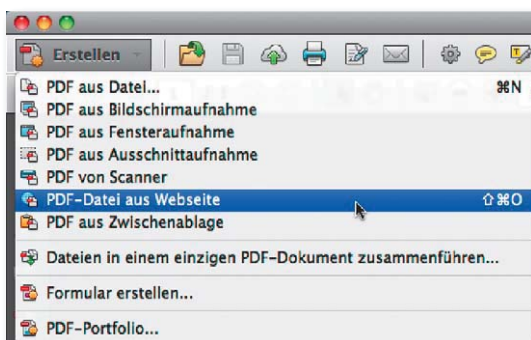 Erstellen
PDF aus Datei... ⌘N
PDF aus Bildschirmaufnahme
PDF aus Fensteraufnahme
PDF aus Ausschnittaufnahme
PDF von Scanner
PDF-Datei aus Webseite ⇧⌘O
PDF aus Zwischenablage
Dateien in einem einzigen PDF-Dokument zusammenführen...
Formular erstellen...
PDF-Portfolio...